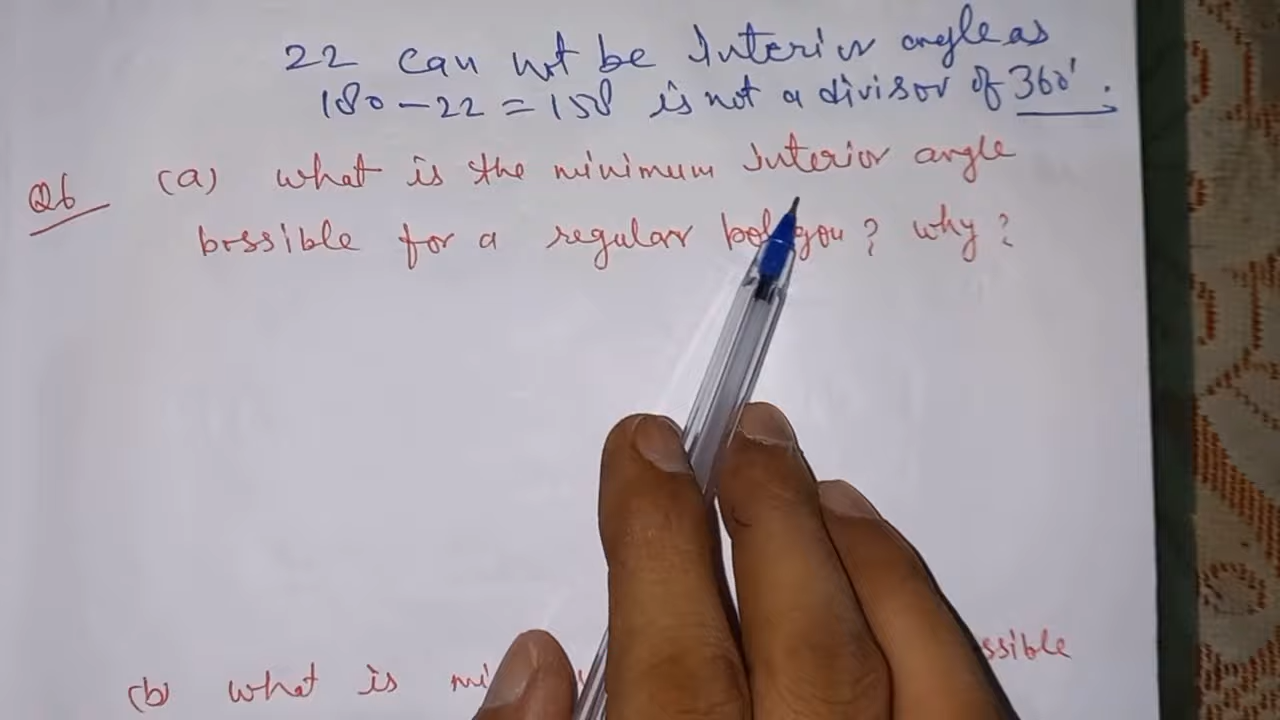 22 can not be Interior angle as
180 - 22 = 158 is not a divisor of 360°.
Q6 (a) what is the minimum Interior angle
possible for a regular polygon? why?
(b) what is ssible